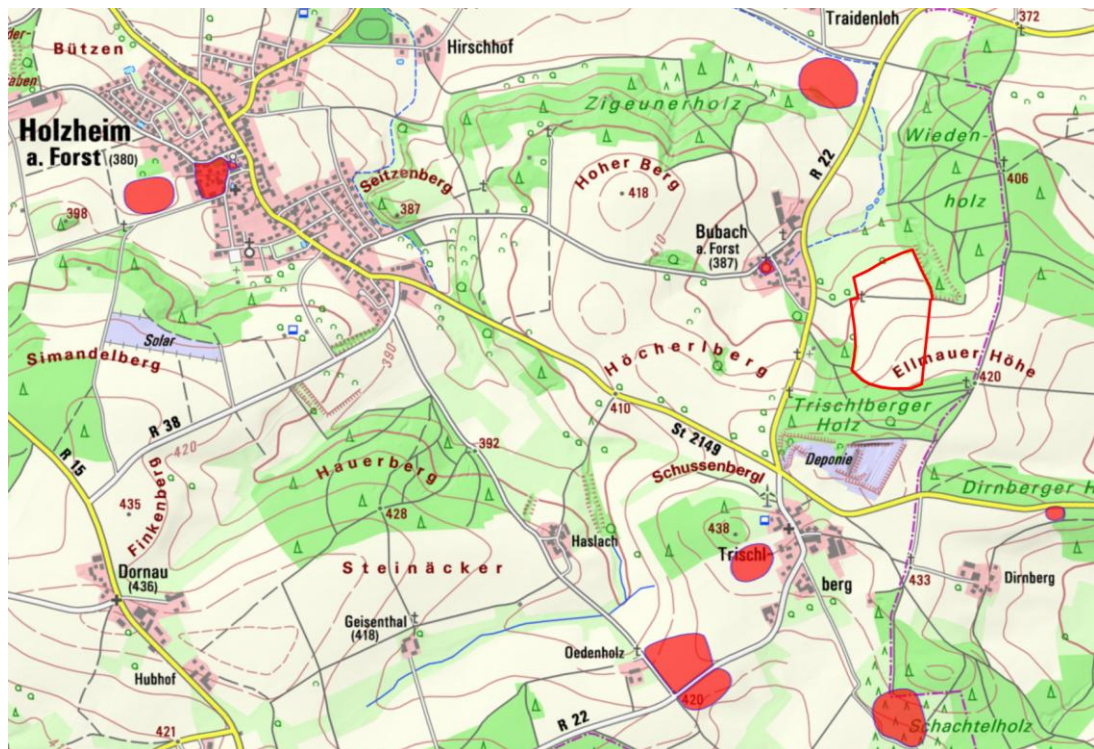 Traidenloh
372
Bützen
Hirschhof
Zigeunerholz
Holzheim
a. Forst (380)
R 22
Wieden-
holz
406
Seitzenberg
387
Hoher Berg
418
410
398
Bubach
a. Forst
(387)
Solar
Simandelberg
390
Höcherlberg
Ellmauer Höhe
420
410
Trischlberger
Holz
R 38
420
R 15
St 2149
392
Hauerberg
Schussenbergl
Deponie
Dirnberger H
435
Finkenberg
428
438
Haslach
Trischl-
berg
Steinäcker
Dornau
(436)
433
Dirnberg
Geisenthal
(418)
Oedenholz
Hubhof
420
R 22
421
Schachtelholz